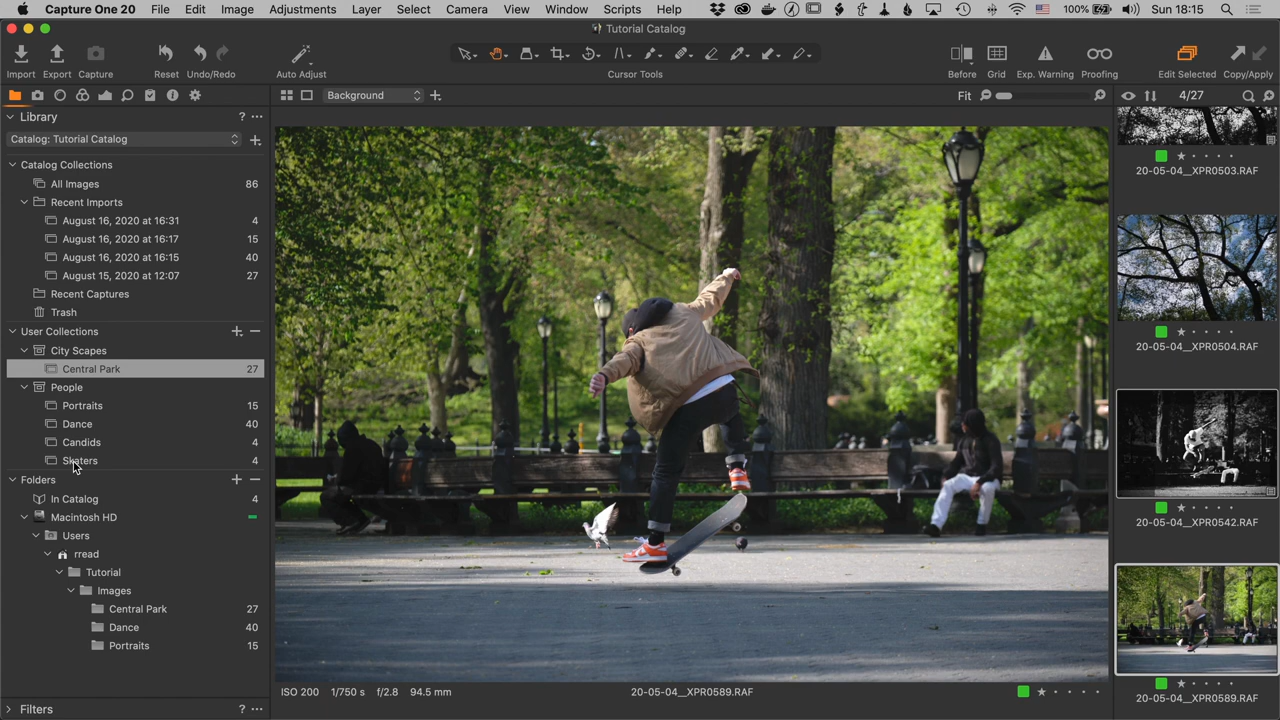 Capture One 20 File Edit Image Adjustments Layer Select Camera View Window Scripts Help 100% Sun 18:15
Tutorial Catalog
Import Export Capture Reset Undo/Redo Auto Adjust Cursor Tools Before Grid Exp. Warning Proofing Edit Selected Copy/Apply
Background Fit 4/27
Library ? •••
Catalog: Tutorial Catalog
Catalog Collections
All Images 86
Recent Imports
August 16, 2020 at 16:31 4
August 16, 2020 at 16:17 15
August 16, 2020 at 16:15 40
August 15, 2020 at 12:07 27
Recent Captures
Trash
User Collections
City Scapes
Central Park 27
People
Portraits 15
Dance 40
Candids 4
Skaters 4
Folders
In Catalog 4
Macintosh HD
Users
rread
Tutorial
Images
Central Park 27
Dance 40
Portraits 15
Filters ? •••
ISO 200 1/750 s f/2.8 94.5 mm 20-05-04__XPR0589.RAF
20-05-04__XPR0503.RAF
20-05-04__XPR0504.RAF
20-05-04__XPR0542.RAF
20-05-04__XPR0589.RAF